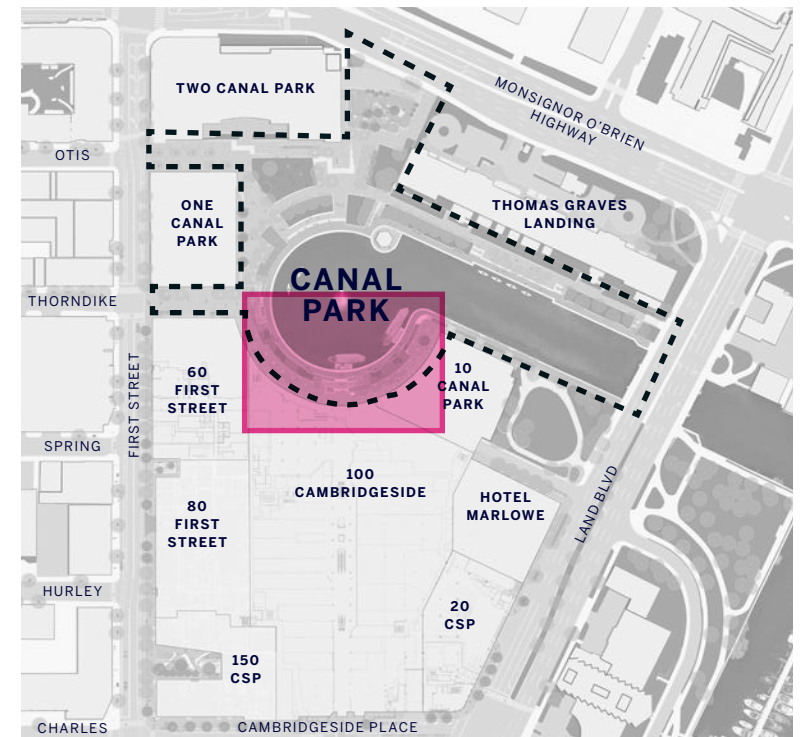 TWO CANAL PARK
MONSIGNOR O'BRIEN
HIGHWAY
OTIS
ONE
CANAL
PARK
THOMAS GRAVES
LANDING
CANAL
PARK
THORNDIKE
FIRST STREET
60
FIRST
STREET
10
CANAL
PARK
SPRING
100
CAMBRIDGESIDE
HOTEL
MARLOWE
LAND BLVD
80
FIRST
STREET
HURLEY
20
CSP
150
CSP
CHARLES
CAMBRIDGESIDE PLACE